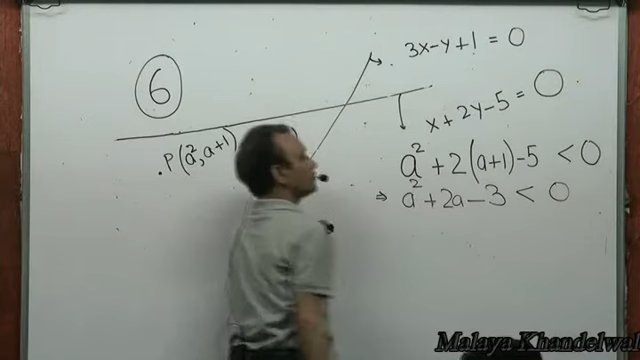 6
3x-y+1=0
x+2y-5=0
.P(a²,a+1)
a²+2(a+1)-5<0
⇒ a²+2a-3<0
Malaya Khandelwal